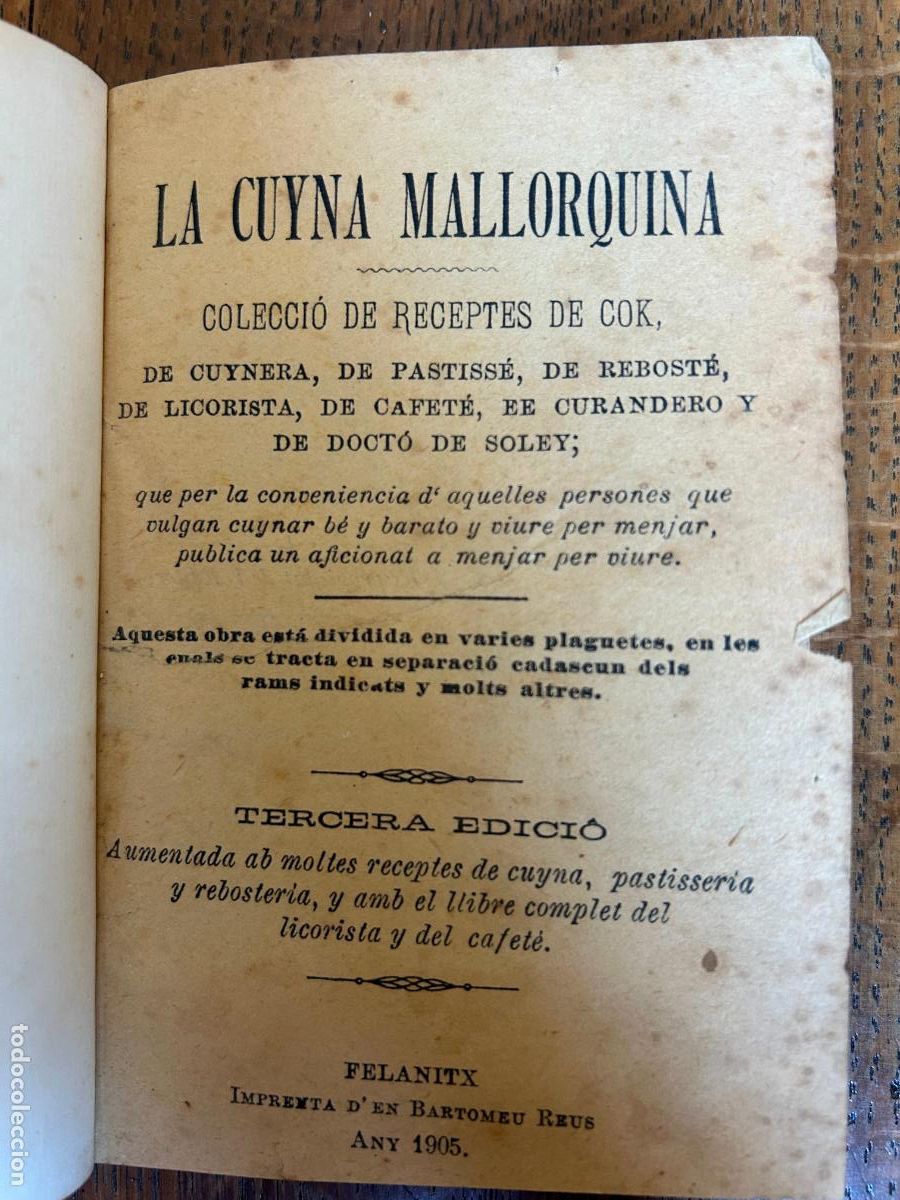 LA CUYNA MALLORQUINA
COLECCIÓ DE RECEPTES DE COK,
DE CUYNERA, DE PASTISSÉ, DE REBOSTÉ,
DE LICORISTA, DE CAFETÉ, EE CURANDERO Y
DE DOCTÓ DE SOLEY;
que per la conveniencia d‘ aquelles persones que
vulgan cuynar bé y barato y viure per menjar,
publica un aficionat a menjar per viure.
Aquesta obra está dividida en varies plaguetes, en les
cuals se tracta en separació cadascun dels
rams indicats y molts altres.
TERCERA EDICIÓ
Aumentada ab moltes receptes de cuyna, pastisseria
y rebosteria, y amb el llibre complet del
licorista y del cafeté.
FELANITX
IMPREMTA D' EN BARTOMEU REUS
ANY 1905.
todocoleccion